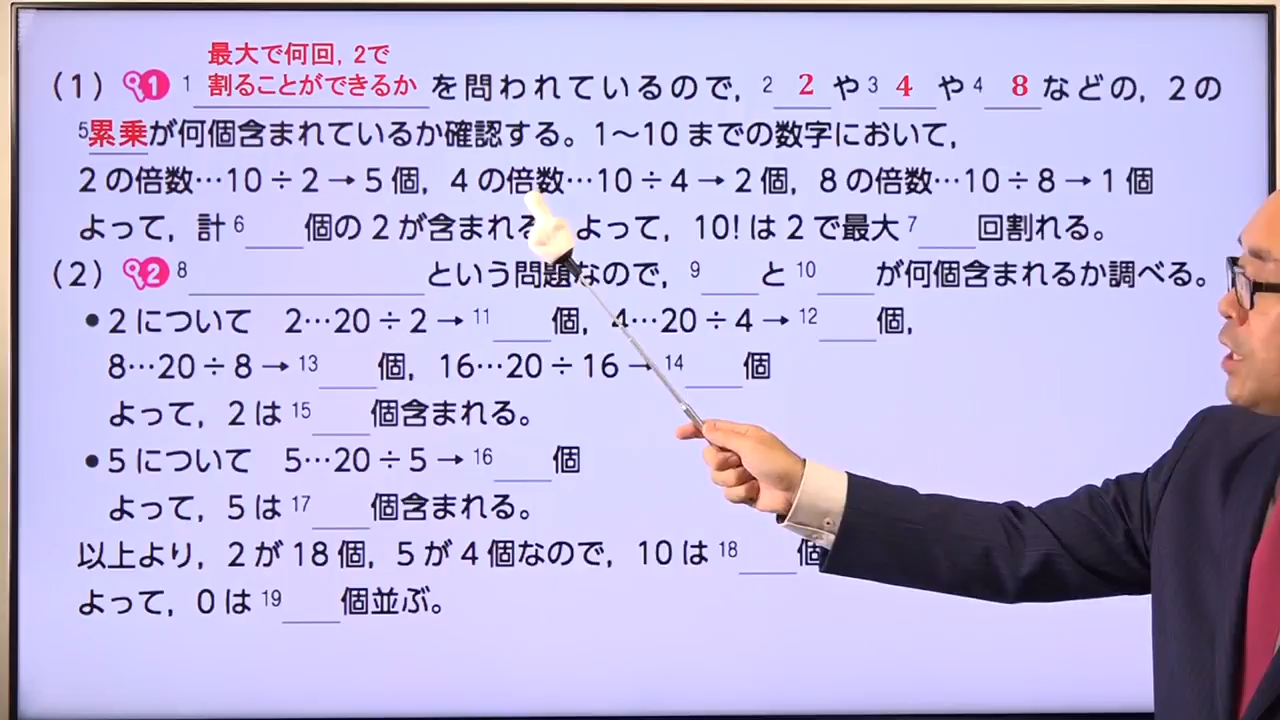 最大で何回, 2で
(1) 1 1 割ることができるか を問われているので, 2 2 や 3 4 や 4 8 などの, 2の
5 累乗が何個含まれているか確認する。1～10までの数字において,
2の倍数…10÷2→5個, 4の倍数…10÷4→2個, 8の倍数…10÷8→1個
よって, 計 6 個の2が含まれる よって, 10!は2で最大 7 回割れる。
(2) 2 8 という問題なので, 9 と 10 が何個含まれるか調べる。
●2について 2…20÷2→ 11 個, 4…20÷4→ 12 個,
8…20÷8→ 13 個, 16…20÷16→ 14 個
よって, 2は 15 個含まれる。
●5について 5…20÷5→ 16 個
よって, 5は 17 個含まれる。
以上より, 2が18個, 5が4個なので, 10は 18 個
よって, 0は 19 個並ぶ。